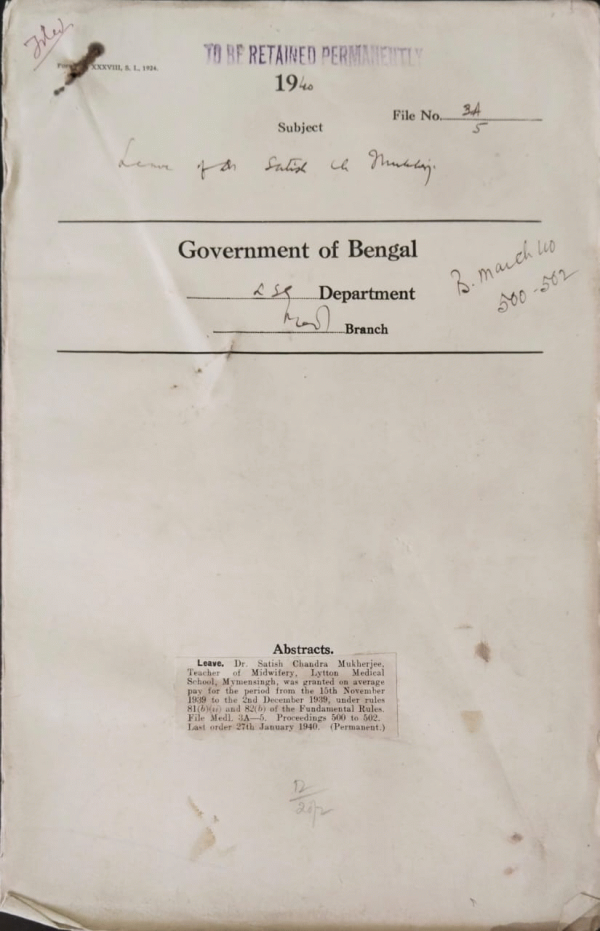 TO BE RETAINED PERMANENTLY
XXXVIII, S. I., 1934.
1940
File No. 3A/5
Subject
Leave of Dr Satish Ch Mukherji.
Government of Bengal
LSG Department
Medl Branch
B. March 40
500-502
Abstracts.
Leave. Dr. Satish Chandra Mukherjee,
Teacher of Midwifery, Lytton Medical
School, Mymensingh, was granted on average
pay for the period from the 15th November
1939 to the 2nd December 1939, under rules
81(b)(ii) and 82(b) of the Fundamental Rules.
File Medl. 3A—5. Proceedings 500 to 502.
Last order 27th January 1940. (Permanent.)